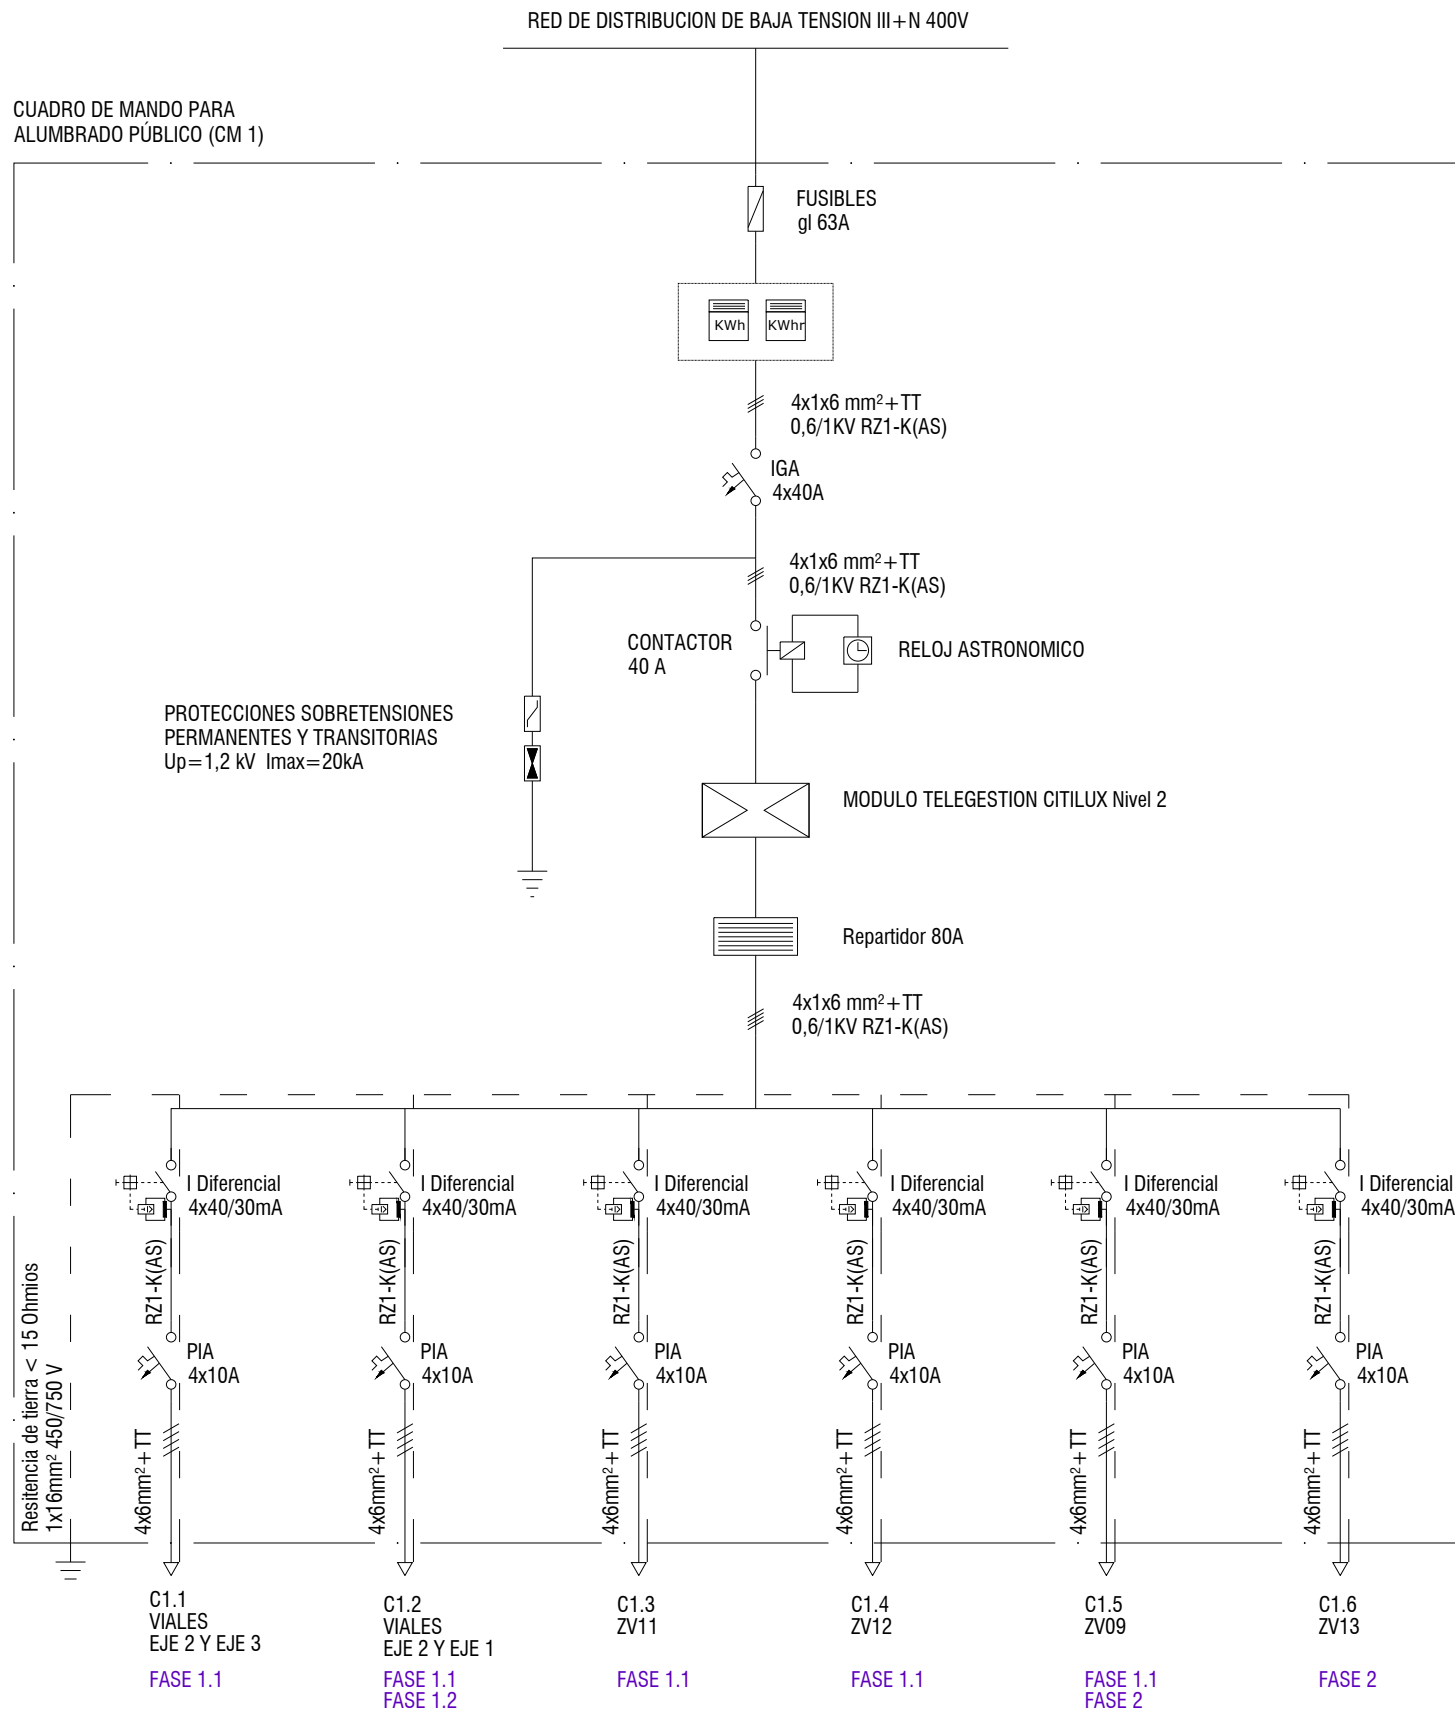 RED DE DISTRIBUCION DE BAJA TENSION III+N 400V
CUADRO DE MANDO PARA
ALUMBRADO PÚBLICO (CM 1)
FUSIBLES
gl 63A
KWh
KWhr
4x1x6 mm²+TT
0,6/1KV RZ1-K(AS)
IGA
4x40A
4x1x6 mm²+TT
0,6/1KV RZ1-K(AS)
CONTACTOR
40 A
RELOJ ASTRONOMICO
PROTECCIONES SOBRETENSIONES
PERMANENTES Y TRANSITORIAS
Up=1,2 kV Imax=20kA
MODULO TELEGESTION CITILUX Nivel 2
Repartidor 80A
4x1x6 mm²+TT
0,6/1KV RZ1-K(AS)
Resitencia de tierra < 15 Ohmios
1x16mm² 450/750 V
I Diferencial
4x40/30mA
RZ1-K(AS)
PIA
4x10A
4x6mm²+TT
C1.1
VIALES
EJE 2 Y EJE 3
FASE 1.1
I Diferencial
4x40/30mA
RZ1-K(AS)
PIA
4x10A
4x6mm²+TT
C1.2
VIALES
EJE 2 Y EJE 1
FASE 1.1
FASE 1.2
I Diferencial
4x40/30mA
RZ1-K(AS)
PIA
4x10A
4x6mm²+TT
C1.3
ZV11
FASE 1.1
I Diferencial
4x40/30mA
RZ1-K(AS)
PIA
4x10A
4x6mm²+TT
C1.4
ZV12
FASE 1.1
I Diferencial
4x40/30mA
RZ1-K(AS)
PIA
4x10A
4x6mm²+TT
C1.5
ZV09
FASE 1.1
FASE 2
I Diferencial
4x40/30mA
RZ1-K(AS)
PIA
4x10A
4x6mm²+TT
C1.6
ZV13
FASE 2